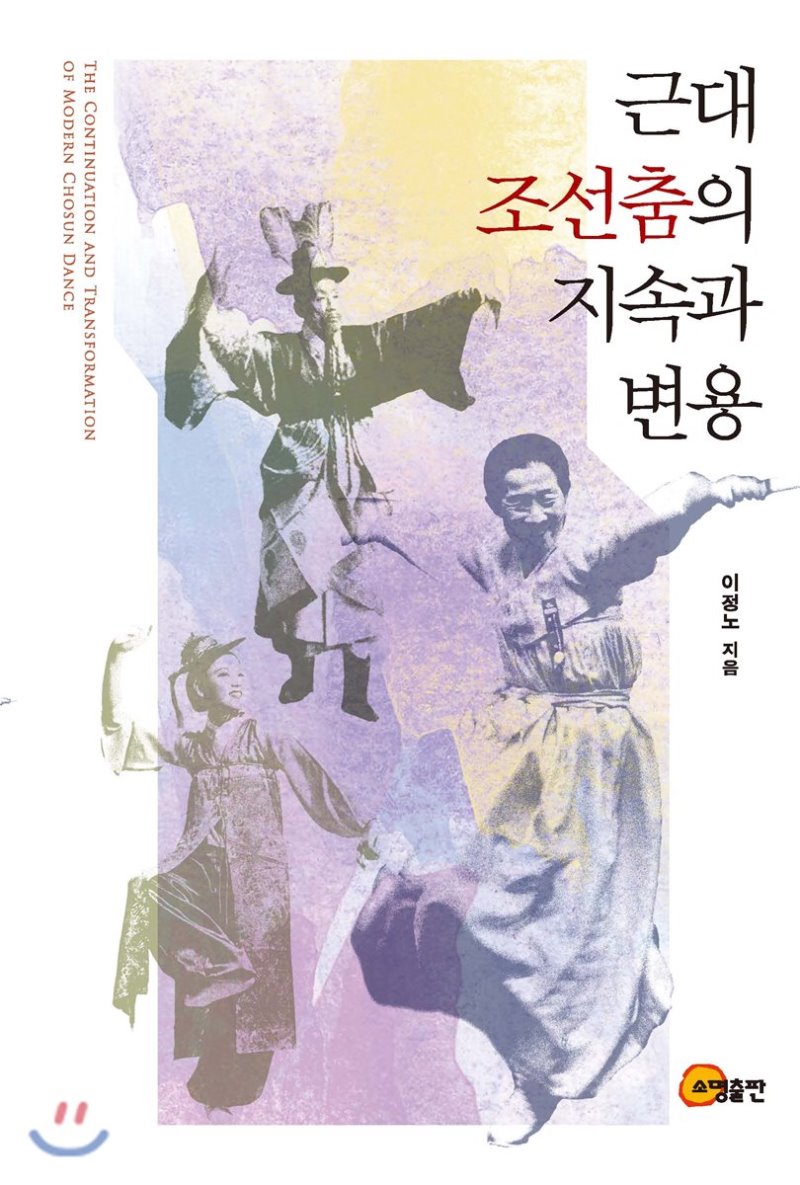 근대
조선춤의
지속과
변용
THE CONTINUATION AND TRANSFORMATION
OF MODERN CHOSUN DANCE
이정노 지음
소명출판